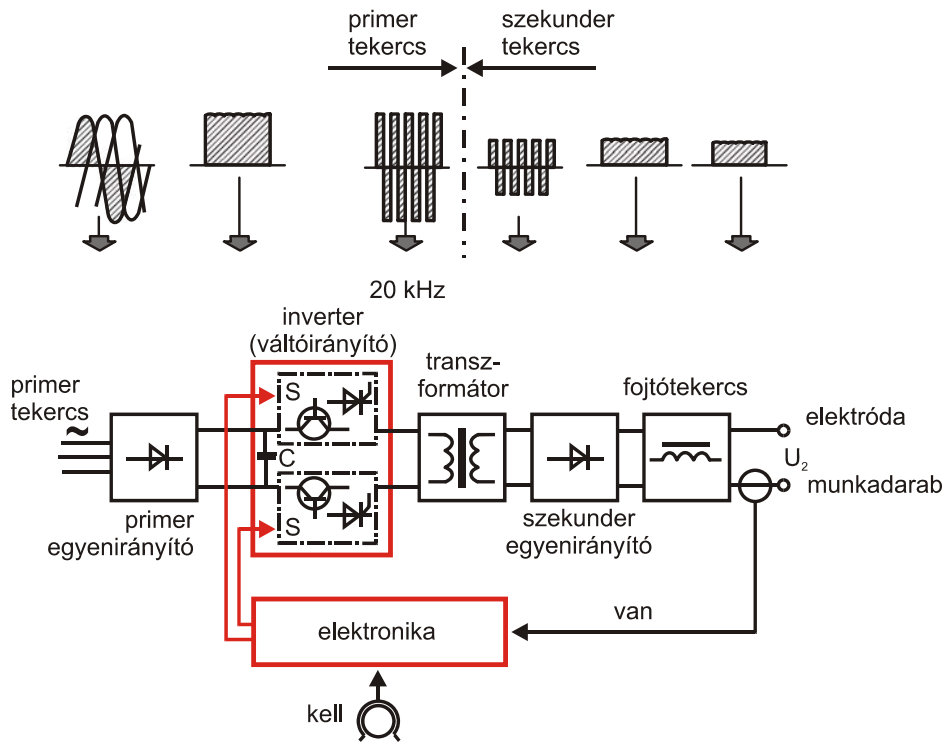 primer
tekercs
szekunder
tekercs
20 kHz
inverter
(váltóirányító)
primer
tekercs
~
transz-
formátor
fojtótekercs
elektróda
S
C
S
U₂
munkadarab
primer
egyenirányító
szekunder
egyenirányító
elektronika
van
kell